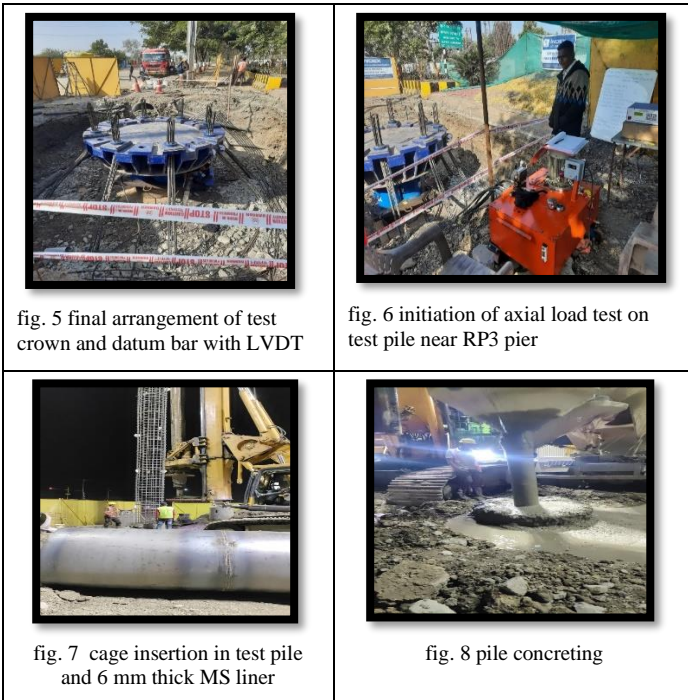 STOP
fig. 5 final arrangement of test
crown and datum bar with LVDT
fig. 6 initiation of axial load test on
test pile near RP3 pier
fig. 7 cage insertion in test pile
and 6 mm thick MS liner
fig. 8 pile concreting